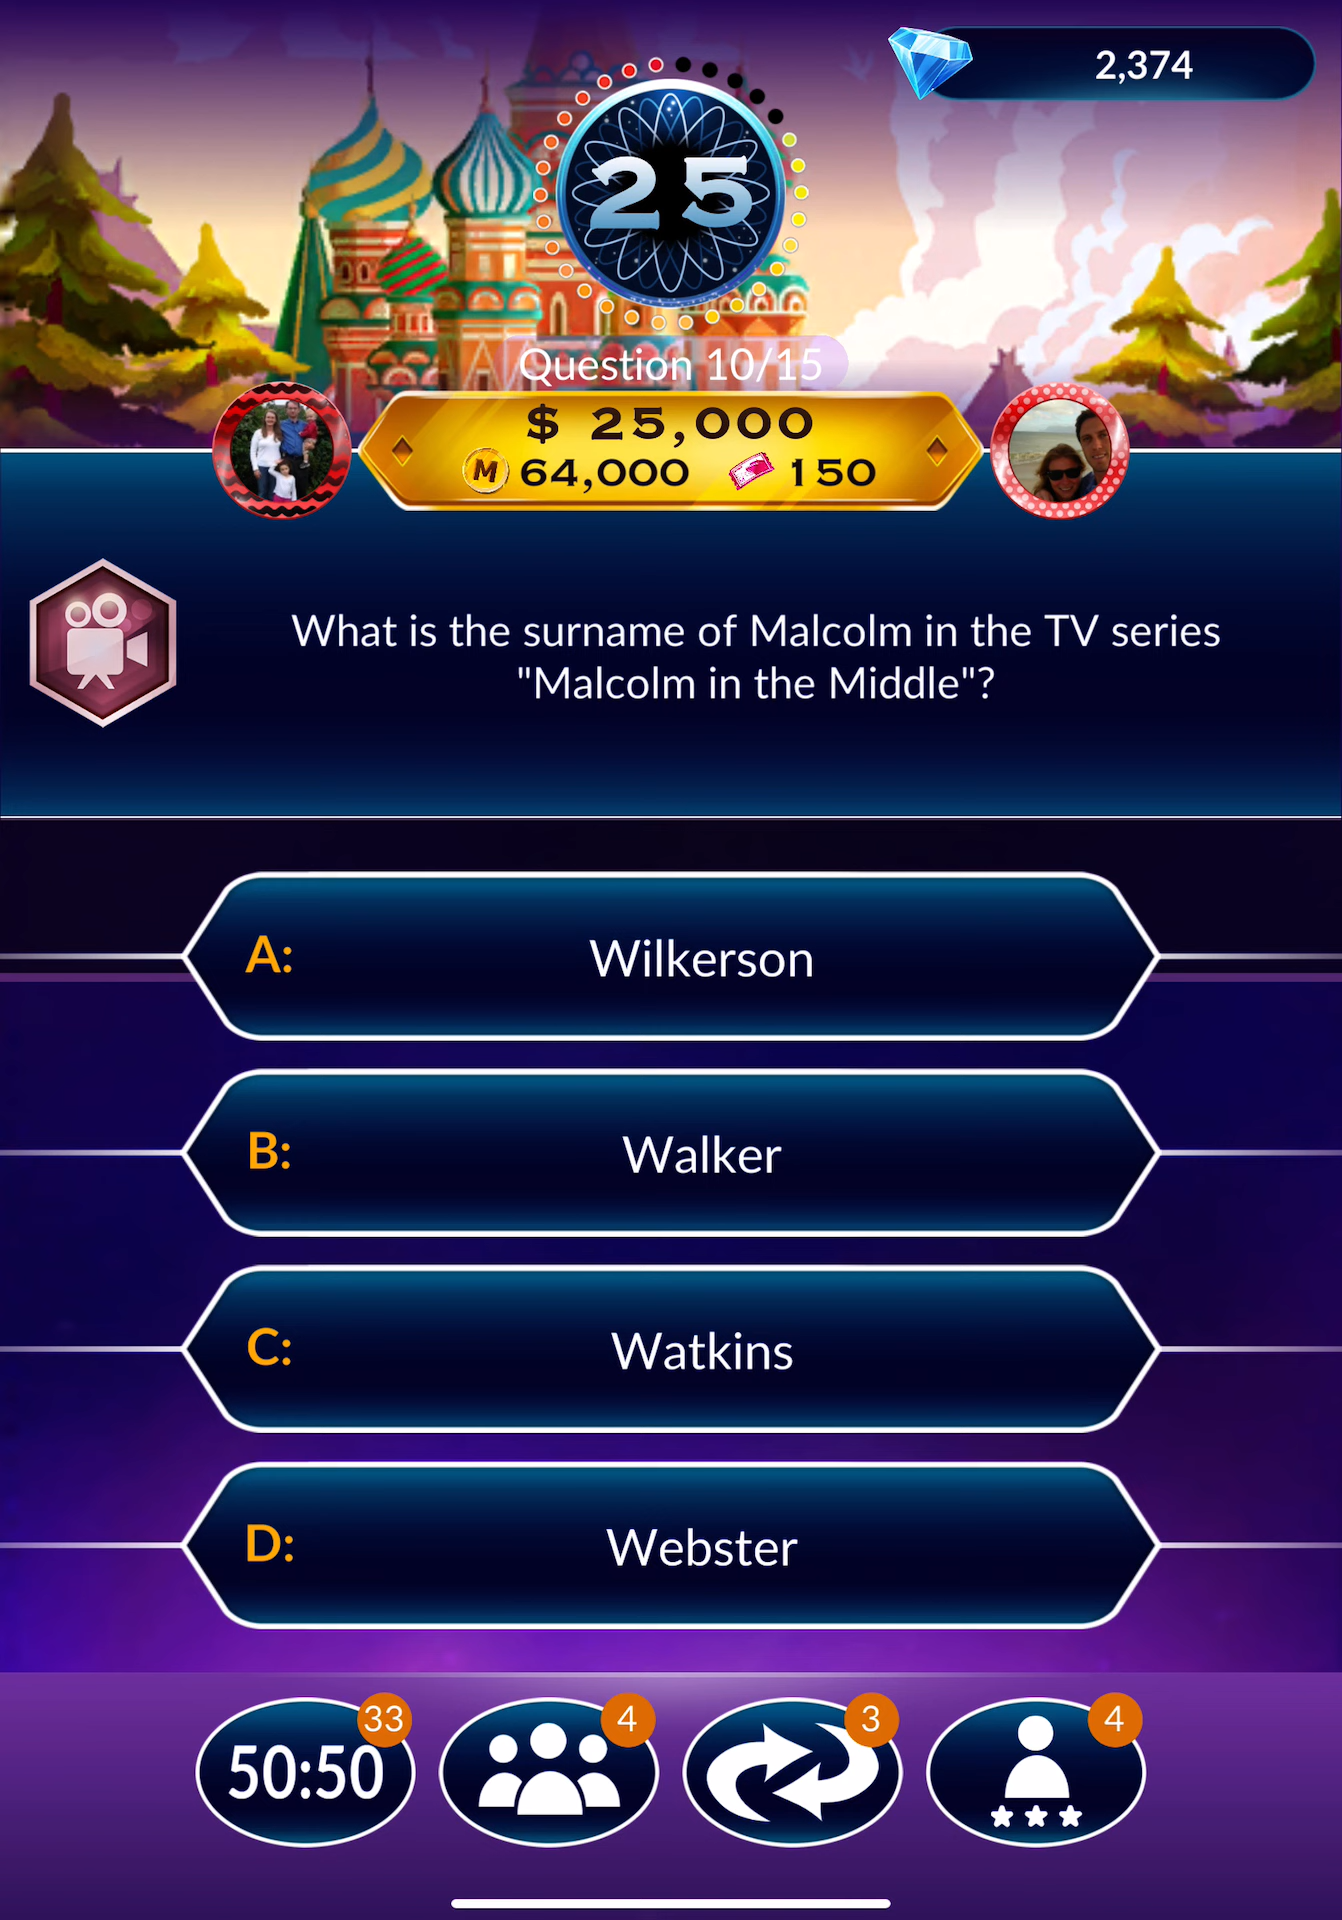 2,374
25
Question 10/15
$ 25,000
M 64,000 150
What is the surname of Malcolm in the TV series
"Malcolm in the Middle"?
A: Wilkerson
B: Walker
C: Watkins
D: Webster
33 4 3 4
50:50